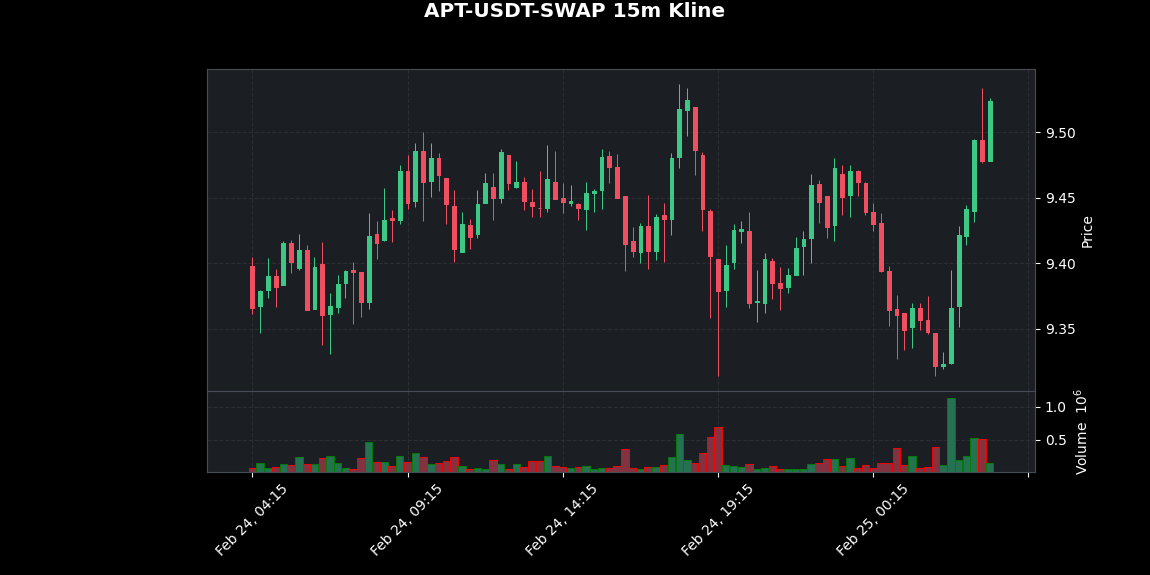 APT-USDT-SWAP 15m Kline
9.50
9.45
9.40
9.35
Price
1.0
0.5
Volume 10^6
Feb 24, 04:15
Feb 24, 09:15
Feb 24, 14:15
Feb 24, 19:15
Feb 25, 00:15